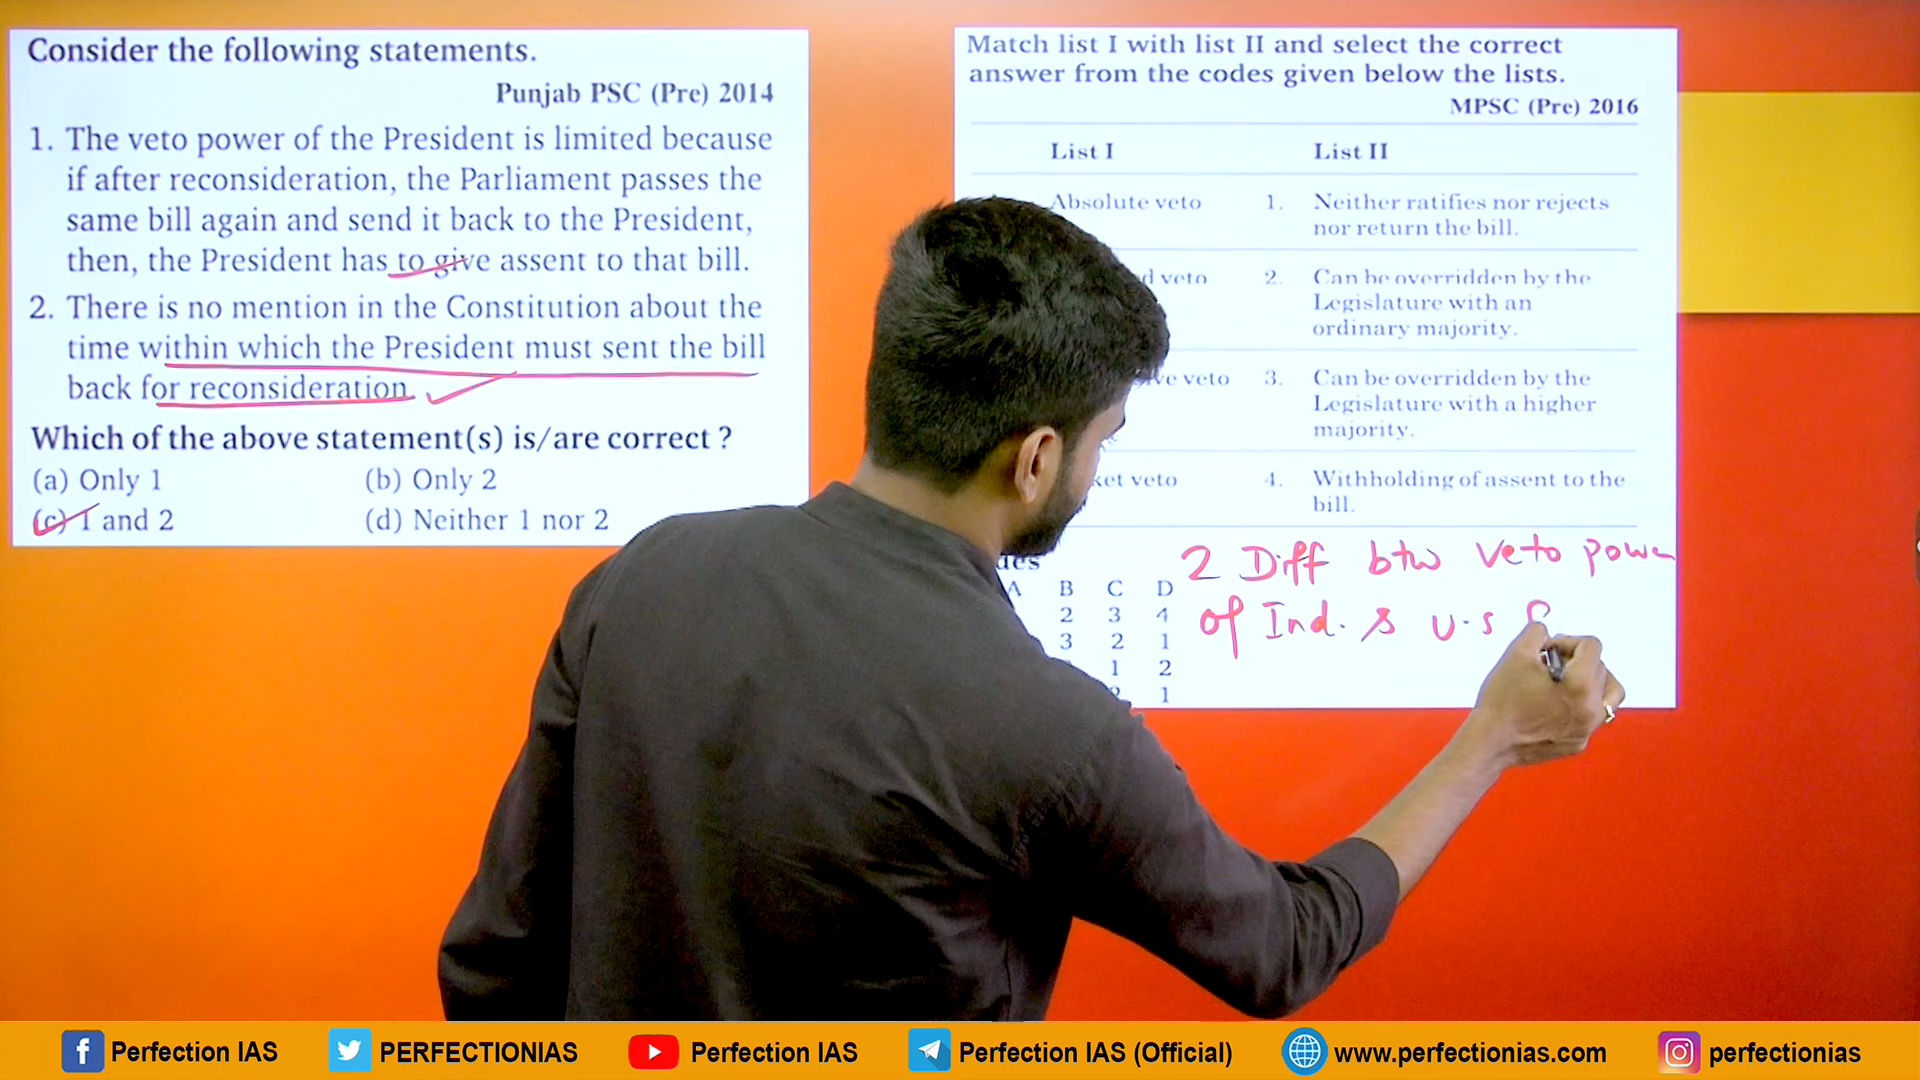 Consider the following statements.
Punjab PSC (Pre) 2014
1. The veto power of the President is limited because
if after reconsideration, the Parliament passes the
same bill again and send it back to the President,
then, the President has to give assent to that bill.
2. There is no mention in the Constitution about the
time within which the President must sent the bill
back for reconsideration.
Which of the above statement(s) is/are correct ?
(a) Only 1 (b) Only 2
(c) 1 and 2 (d) Neither 1 nor 2
Match list I with list II and select the correct
answer from the codes given below the lists.
MPSC (Pre) 2016
List I List II
Absolute veto 1. Neither ratifies nor rejects
nor return the bill.
veto 2. Can be overridden by the
Legislature with an
ordinary majority.
veto 3. Can be overridden by the
Legislature with a higher
majority.
veto 4. Withholding of assent to the
bill.
2 Diff btw veto power
of Ind. & U.S
A B C D
2 3 4
3 2 1
1 2
1
Perfection IAS
PERFECTIONIAS
Perfection IAS
Perfection IAS (Official)
www.perfectionias.com
perfectionias